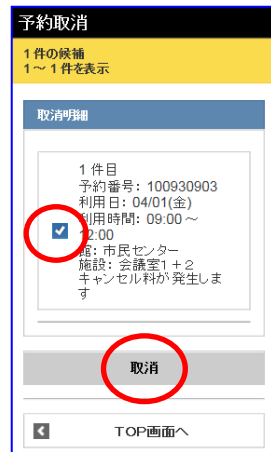 予約取消
1件の候補
1～1件を表示
取消明細
1件目
予約番号：100930903
利用日：04/01(金)
利用時間：09:00～
12:00
館：市民センター
施設：会議室1＋2
キャンセル料が発生しま
す
取消
TOP画面へ